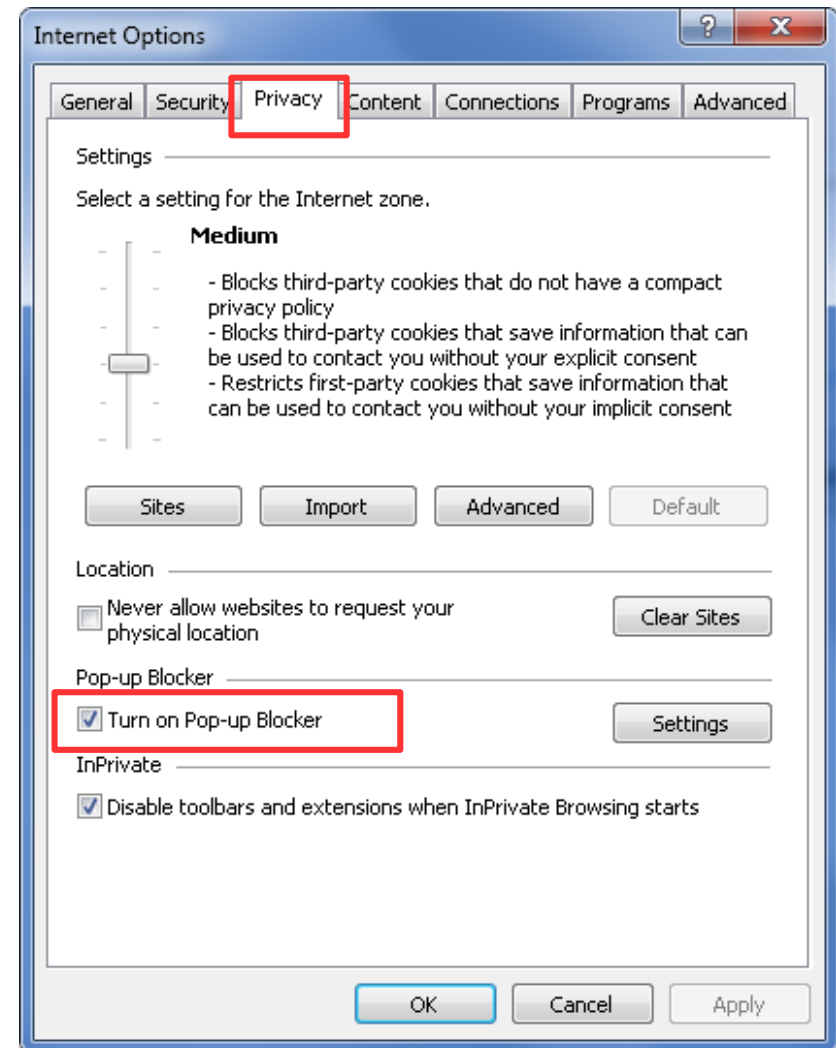 Internet Options
?
X
General Security Privacy Content Connections Programs Advanced
Settings
Select a setting for the Internet zone.
Medium
- Blocks third-party cookies that do not have a compact
privacy policy
- Blocks third-party cookies that save information that can
be used to contact you without your explicit consent
- Restricts first-party cookies that save information that
can be used to contact you without your implicit consent
Sites Import Advanced Default
Location
Never allow websites to request your
physical location
Clear Sites
Pop-up Blocker
Turn on Pop-up Blocker
Settings
InPrivate
Disable toolbars and extensions when InPrivate Browsing starts
OK Cancel Apply